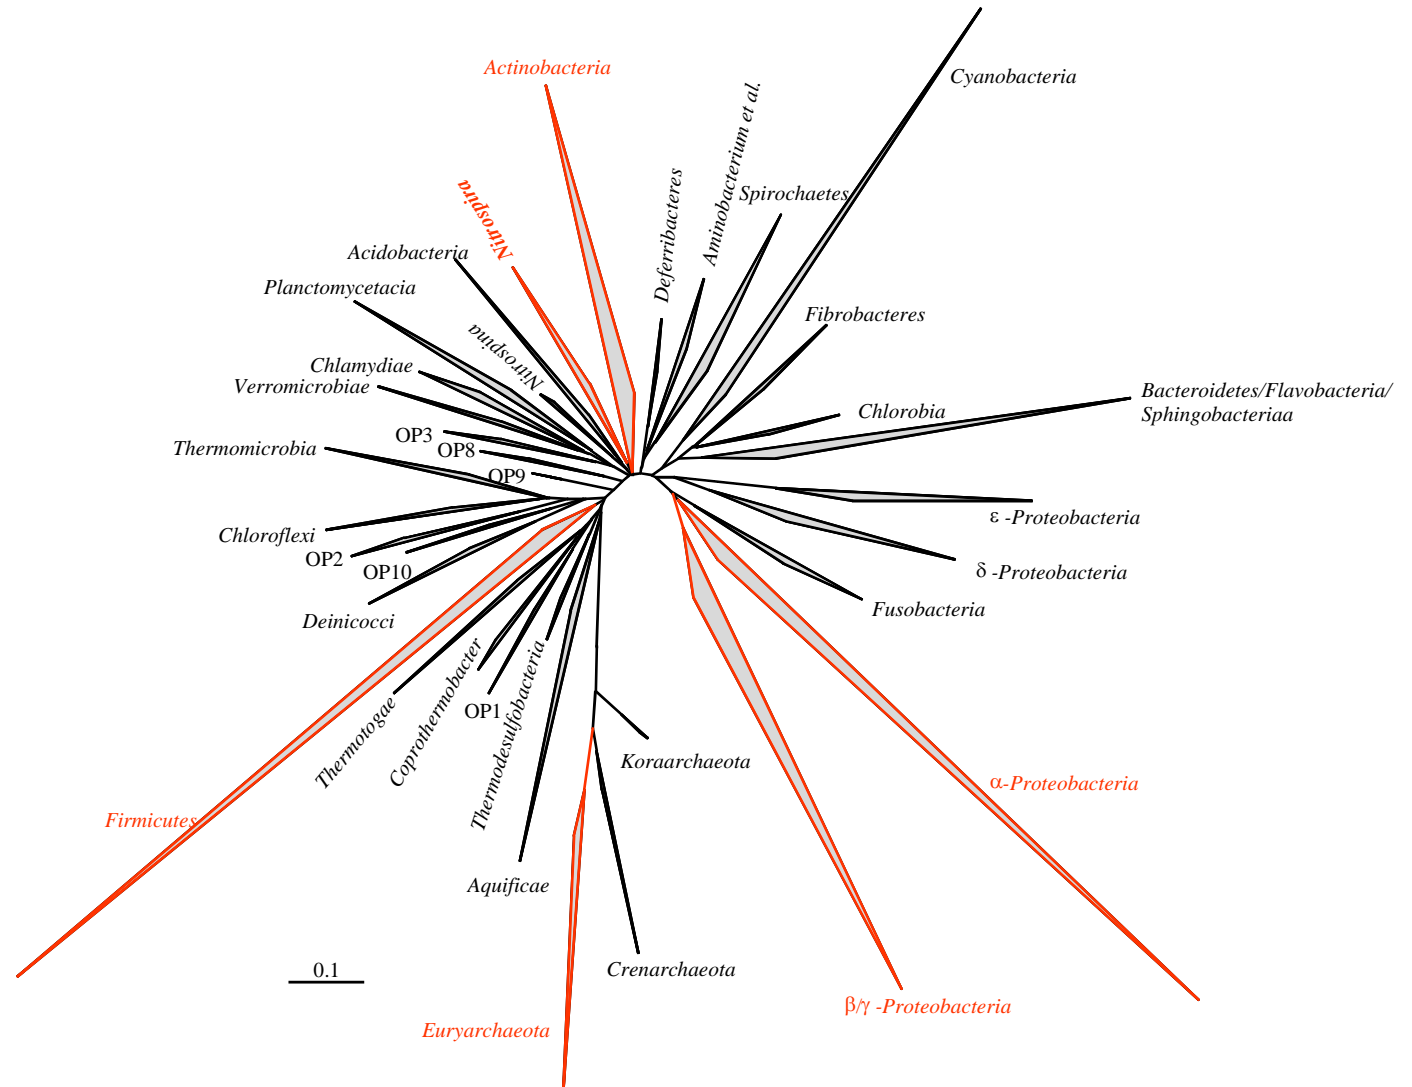 Actinobacteria
Cyanobacteria
Nitrospira
Deferribacteres
Aminobacterium et al.
Spirochaetes
Acidobacteria
Planctomycetacia
Fibrobacteres
Nitrospina
Chlamydiae
Verromicrobiae
Bacteroidetes/Flavobacteria/
Sphingobacteriaa
Chlorobia
OP3
Thermomicrobia
OP8
OP9
ε -Proteobacteria
Chloroflexi
OP2
OP10
δ -Proteobacteria
Deinicocci
Fusobacteria
Thermotogae
Coprothermobacter
OP1
Thermodesulfobacteria
Koraarchaeota
α-Proteobacteria
Firmicutes
Aquificae
Crenarchaeota
0.1
β/γ -Proteobacteria
Euryarchaeota